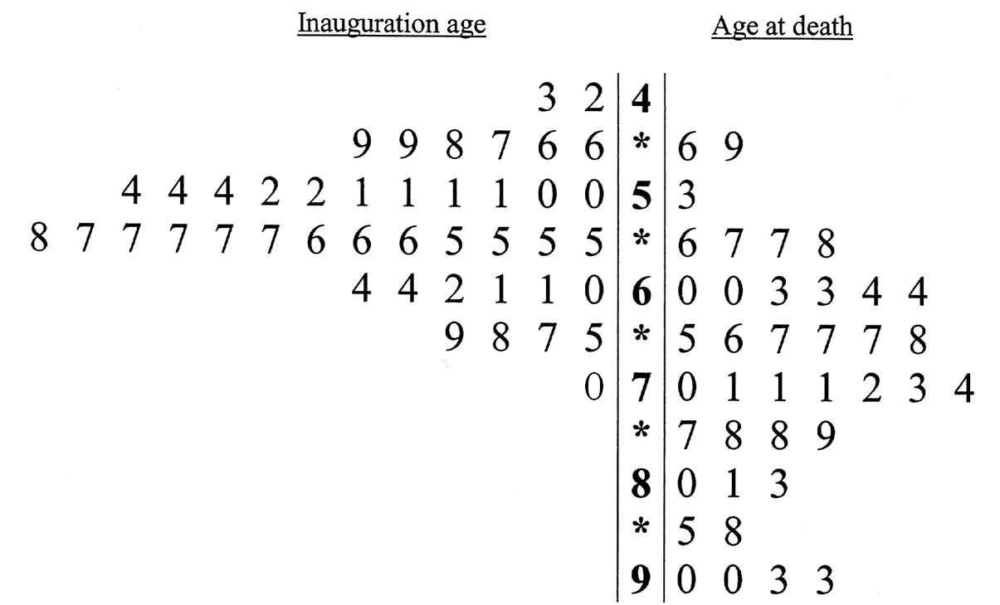 Inauguration age Age at death
3 2 4
9 9 8 7 6 6 * 6 9
4 4 4 2 2 1 1 1 1 0 0 5 3
8 7 7 7 7 7 6 6 6 5 5 5 5 * 6 7 7 8
4 4 2 1 1 0 6 0 0 3 3 4 4
9 8 7 5 * 5 6 7 7 7 8
0 7 0 1 1 1 2 3 4
* 7 8 8 9
8 0 1 3
* 5 8
9 0 0 3 3